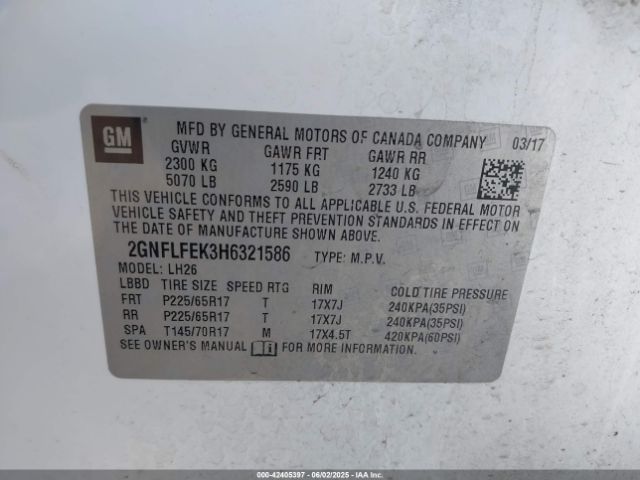 GM
MFD BY GENERAL MOTORS OF CANADA COMPANY 03/17
GVWR GAWR FRT GAWR RR
2300 KG 1175 KG 1240 KG
5070 LB 2590 LB 2733 LB
THIS VEHICLE CONFORMS TO ALL APPLICABLE U.S. FEDERAL MOTOR
VEHICLE SAFETY AND THEFT PREVENTION STANDARDS IN EFFECT ON
THE DATE OF MANUFACTURE SHOWN ABOVE.
2GNFLFEK3H6321586 TYPE: M.P.V.
MODEL: LH26
LBBD TIRE SIZE SPEED RTG RIM COLD TIRE PRESSURE
FRT P225/65R17 T 17X7J 240KPA(35PSI)
RR P225/65R17 T 17X7J 240KPA(35PSI)
SPA T145/70R17 M 17X4.5T 420KPA(60PSI)
SEE OWNER'S MANUAL FOR MORE INFORMATION.
000-42405397 - 06/02/2025 - IAAI.COM